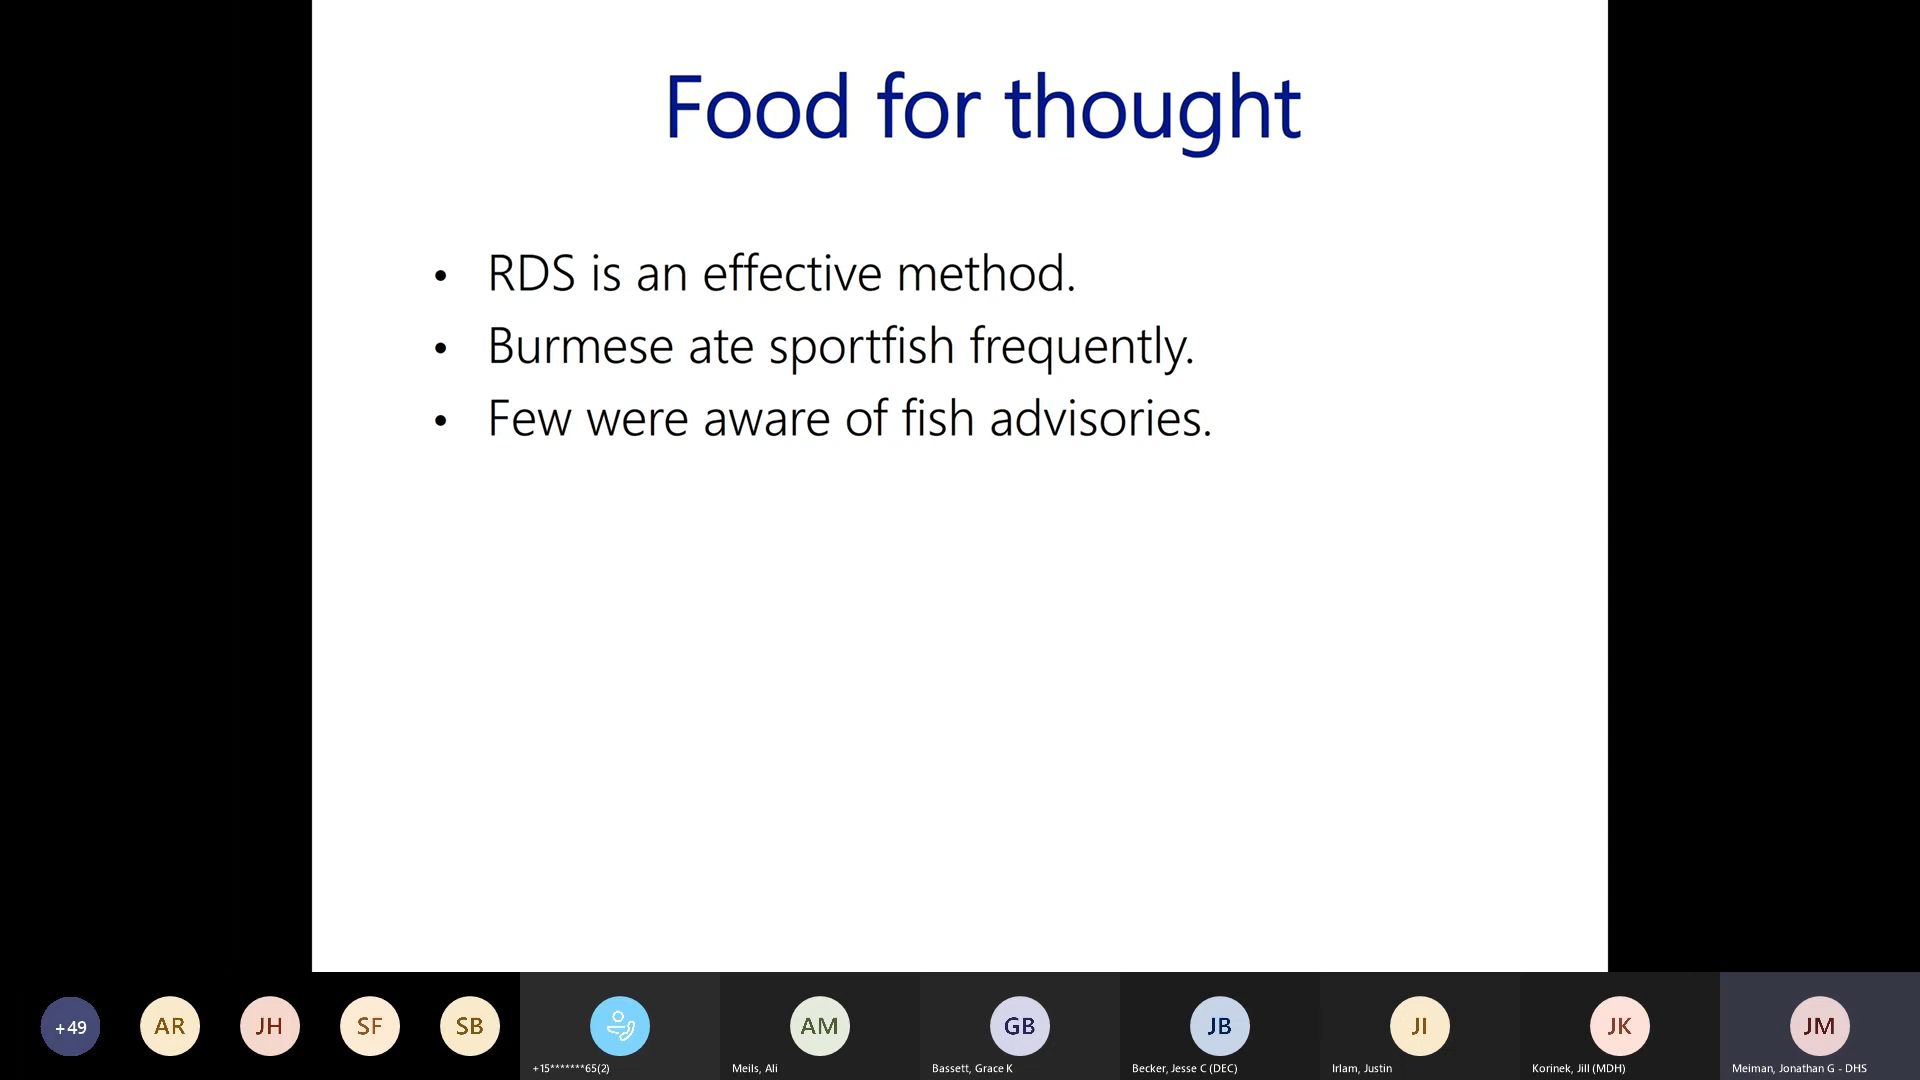 Food for thought
• RDS is an effective method.
• Burmese ate sportfish frequently.
• Few were aware of fish advisories.
+49
AR
JH
SF
SB
AM
GB
JB
JI
JK
JM
+15*******65(2)
Meils, Ali
Bassett, Grace K
Becker, Jesse C (DEC)
Irlam, Justin
Korinek, Jill (MDH)
Meiman, Jonathan G - DHS